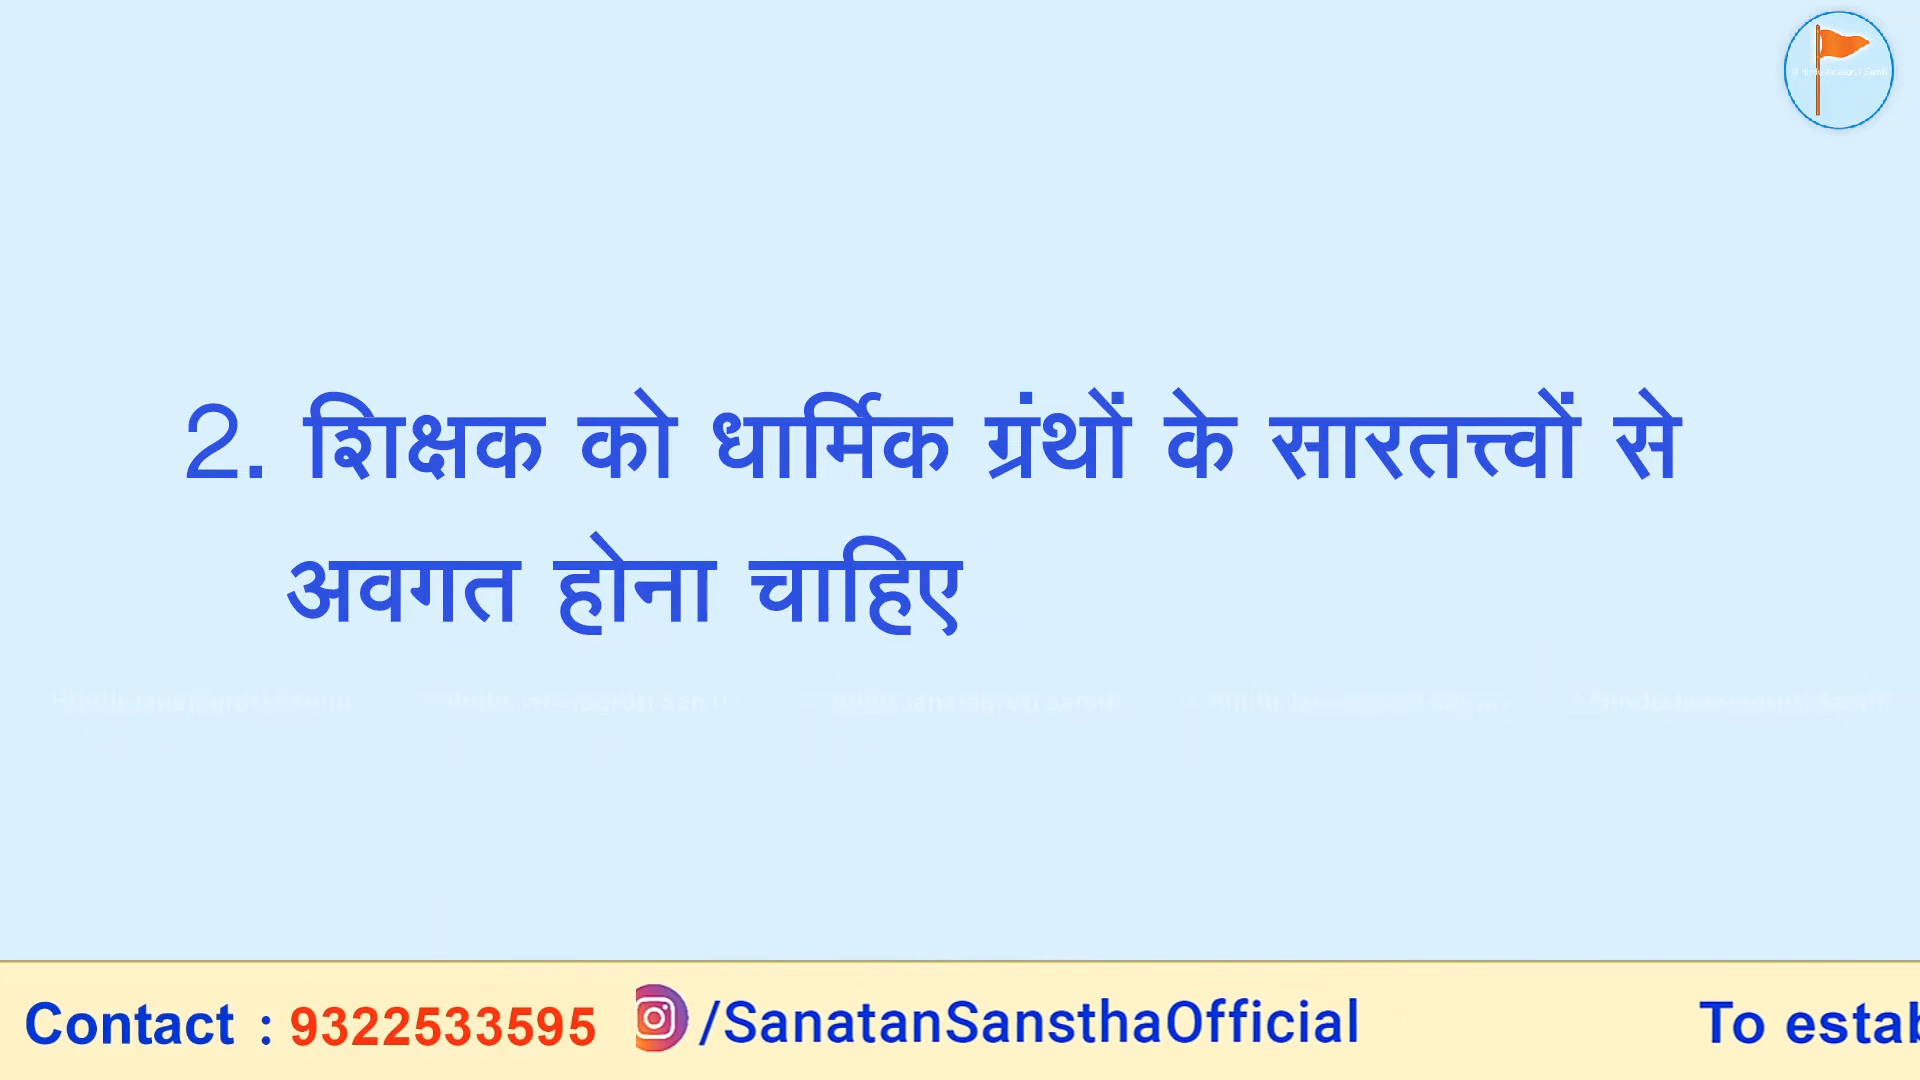 2. शिक्षक को धार्मिक ग्रंथों के सारतत्त्वों से
अवगत होना चाहिए
Contact : 9322533595 /SanatanSansthaOfficial To estab